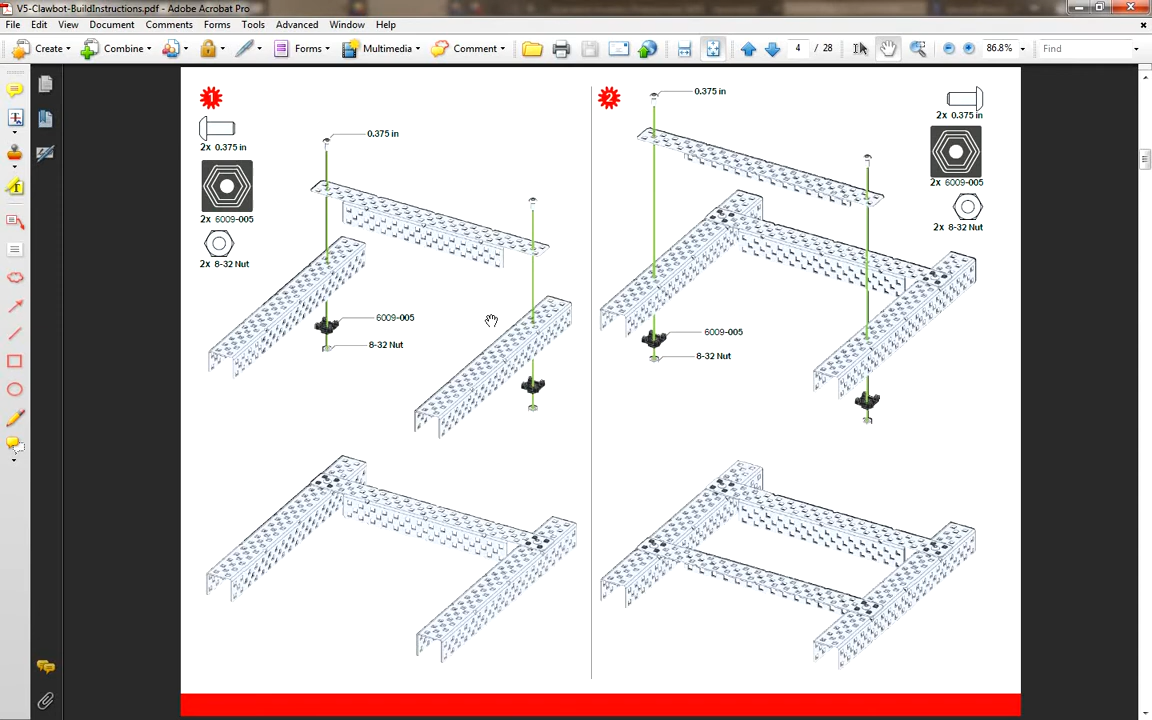 V5-Clawbot-BuildInstructions.pdf - Adobe Acrobat Pro
File Edit View Document Comments Forms Tools Advanced Window Help
Create Combine Forms Multimedia Comment 4 / 28 86.8% Find
1
0.375 in
2x 0.375 in
2x 6009-005
2x 8-32 Nut
6009-005
8-32 Nut
2
0.375 in
2x 0.375 in
2x 6009-005
2x 8-32 Nut
6009-005
8-32 Nut